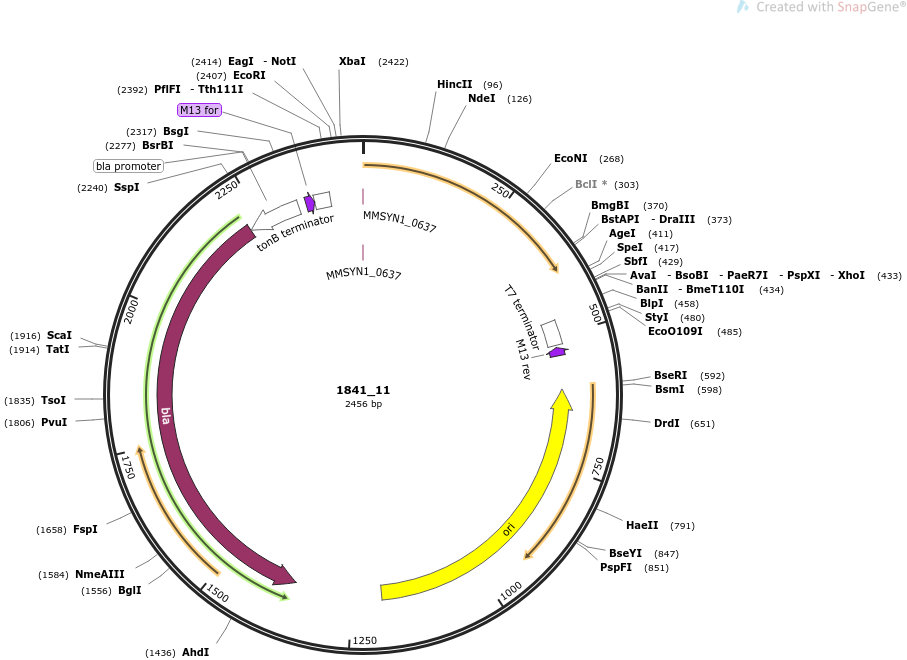 Created with SnapGene®
(2414) EagI - NotI
XbaI (2422)
(2407) EcoRI
(2392) PflFI - Tth111I
M13 for
HincII (96)
NdeI (126)
(2317) BsgI
(2277) BsrBI
bla promoter
(2240) SspI
EcoNI (268)
BclI * (303)
BmgBI (370)
BstAPI - DraIII (373)
AgeI (411)
SpeI (417)
SbfI (429)
AvaI - BsoBI - PaeR7I - PspXI - XhoI (433)
BanII - BmeT110I (434)
BlpI (458)
StyI (480)
EcoO109I (485)
BseRI (592)
BsmI (598)
DrdI (651)
HaeII (791)
BseYI (847)
PspFI (851)
(1916) ScaI
(1914) TatI
(1835) TsoI
(1806) PvuI
(1658) FspI
(1584) NmeAIII
(1556) BglI
(1436) AhdI
250
500
750
1000
1250
1500
1750
2000
2250
tonB terminator
MMSYN1_0637
MMSYN1_0637
T7 terminator
M13 rev
bla
ori
1841_11
2456 bp